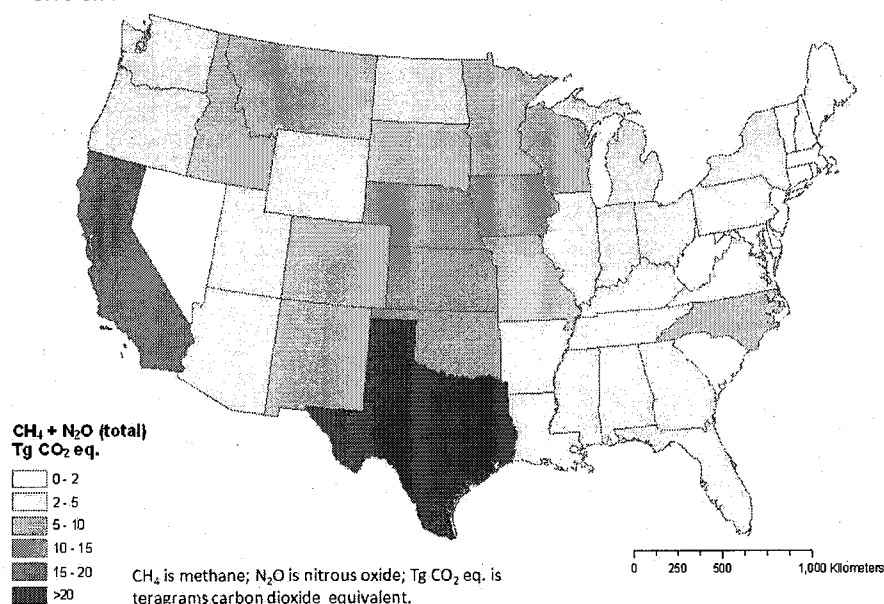 CH₄ + N₂O (total)
Tg CO₂ eq.
0 - 2
2 - 5
5 - 10
10 - 15
15 - 20
>20
CH₄ is methane; N₂O is nitrous oxide; Tg CO₂ eq. is
teragrams carbon dioxide equivalent.
0 250 500 1,000 Kilometers